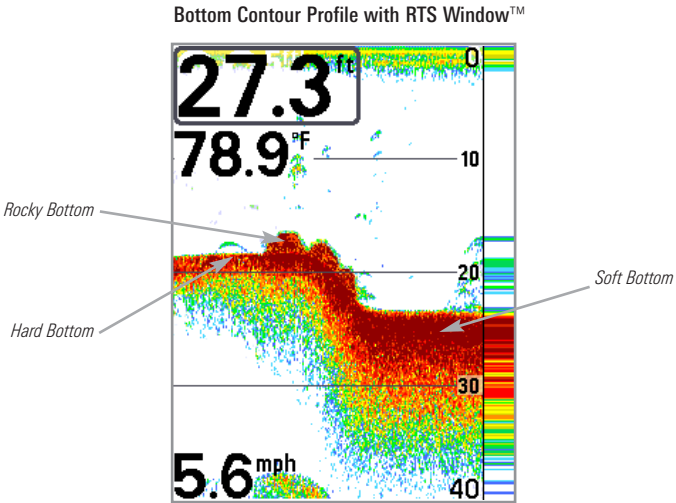 Bottom Contour Profile with RTS Window™
27.3 ft
0
78.9 °F
10
Rocky Bottom
20
Soft Bottom
Hard Bottom
30
5.6 mph
40